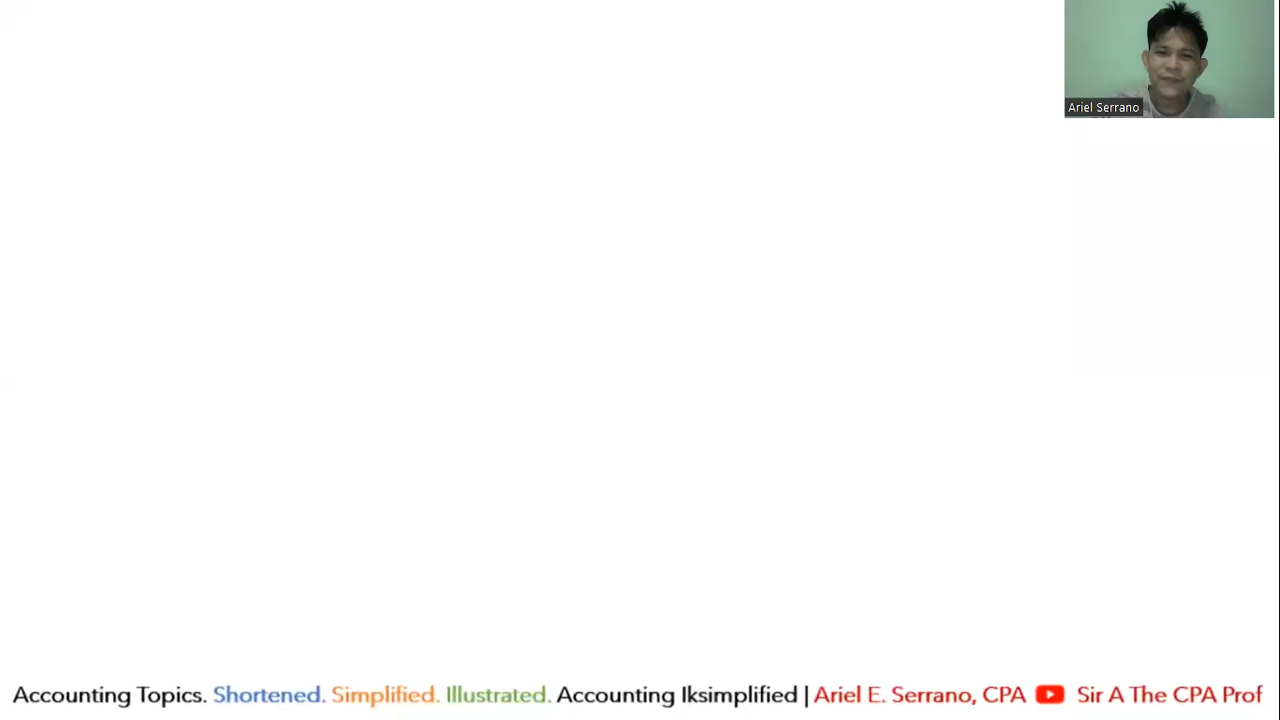 Ariel Serrano
Accounting Topics. Shortened. Simplified. Illustrated. Accounting Iksimplified | Ariel E. Serrano, CPA Sir A The CPA Prof